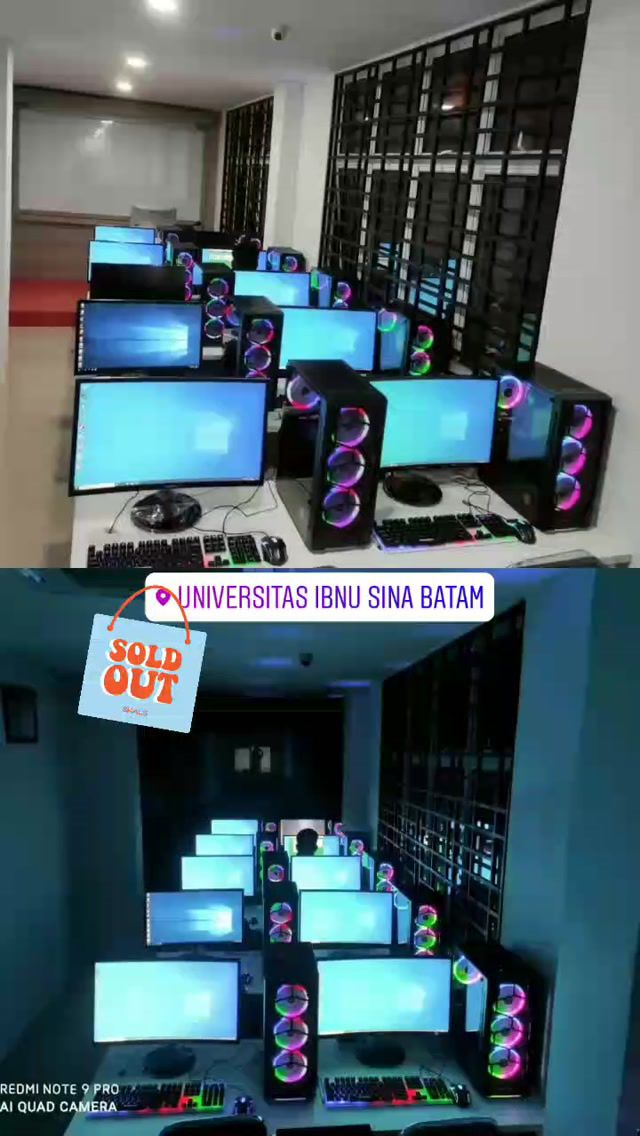 UNIVERSITAS IBNU SINA BATAM
SOLD
OUT
REDMI NOTE 9 PRO
AI QUAD CAMERA